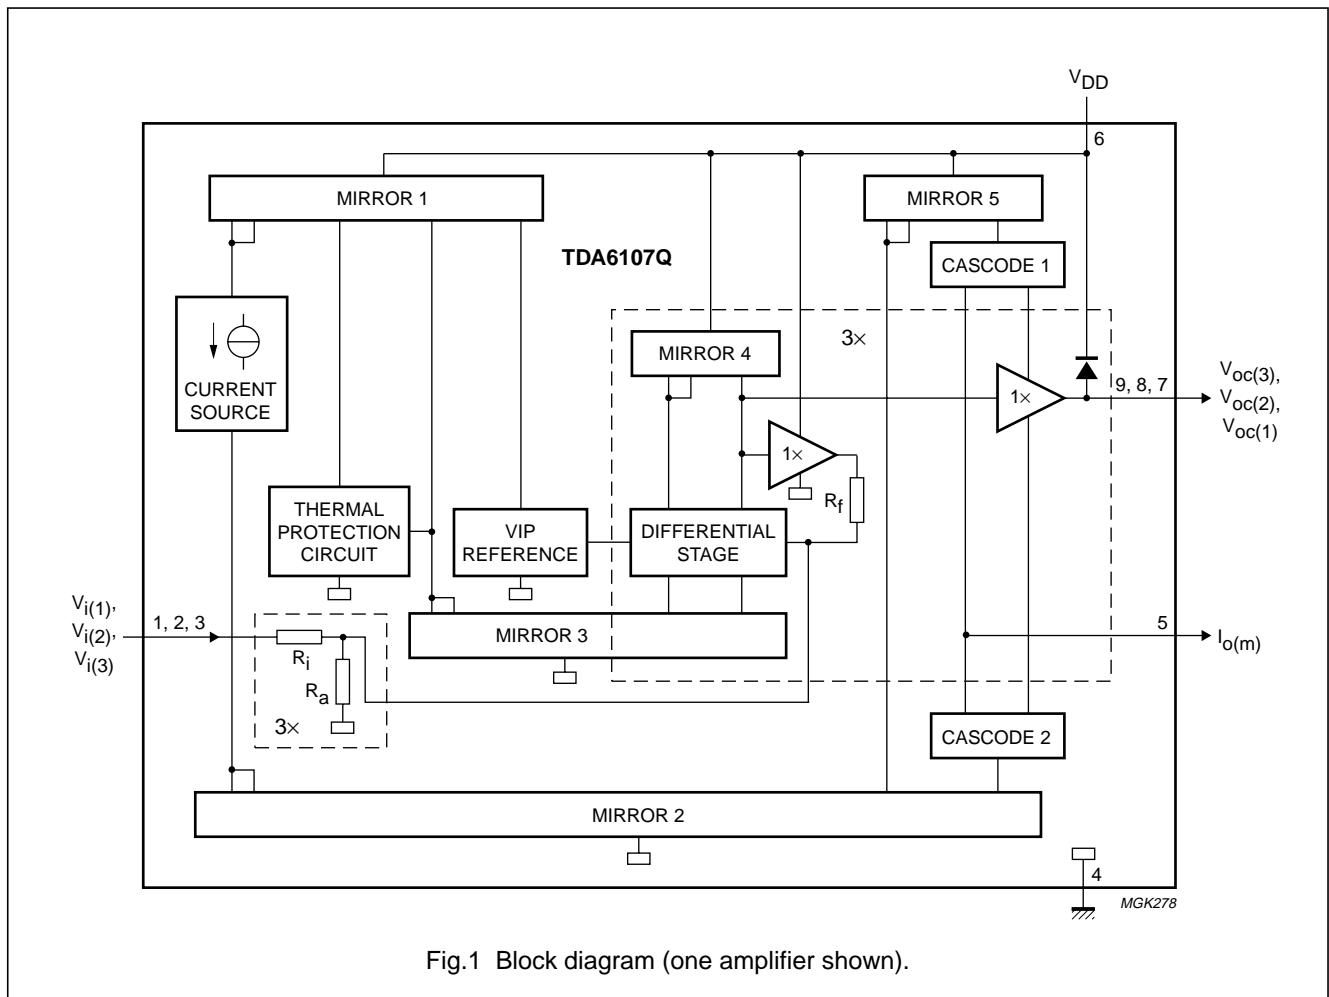 VDD
6
MIRROR 1
MIRROR 5
TDA6107Q
CASCODE 1
3×
MIRROR 4
CURRENT
SOURCE
1×
9, 8, 7
Voc(3),
Voc(2),
Voc(1)
1×
Rf
THERMAL
PROTECTION
CIRCUIT
VIP
REFERENCE
DIFFERENTIAL
STAGE
Vi(1),
Vi(2),
Vi(3)
1, 2, 3
MIRROR 3
5
Io(m)
Ri
Ra
3×
CASCODE 2
MIRROR 2
4
MGK278
Fig.1 Block diagram (one amplifier shown).